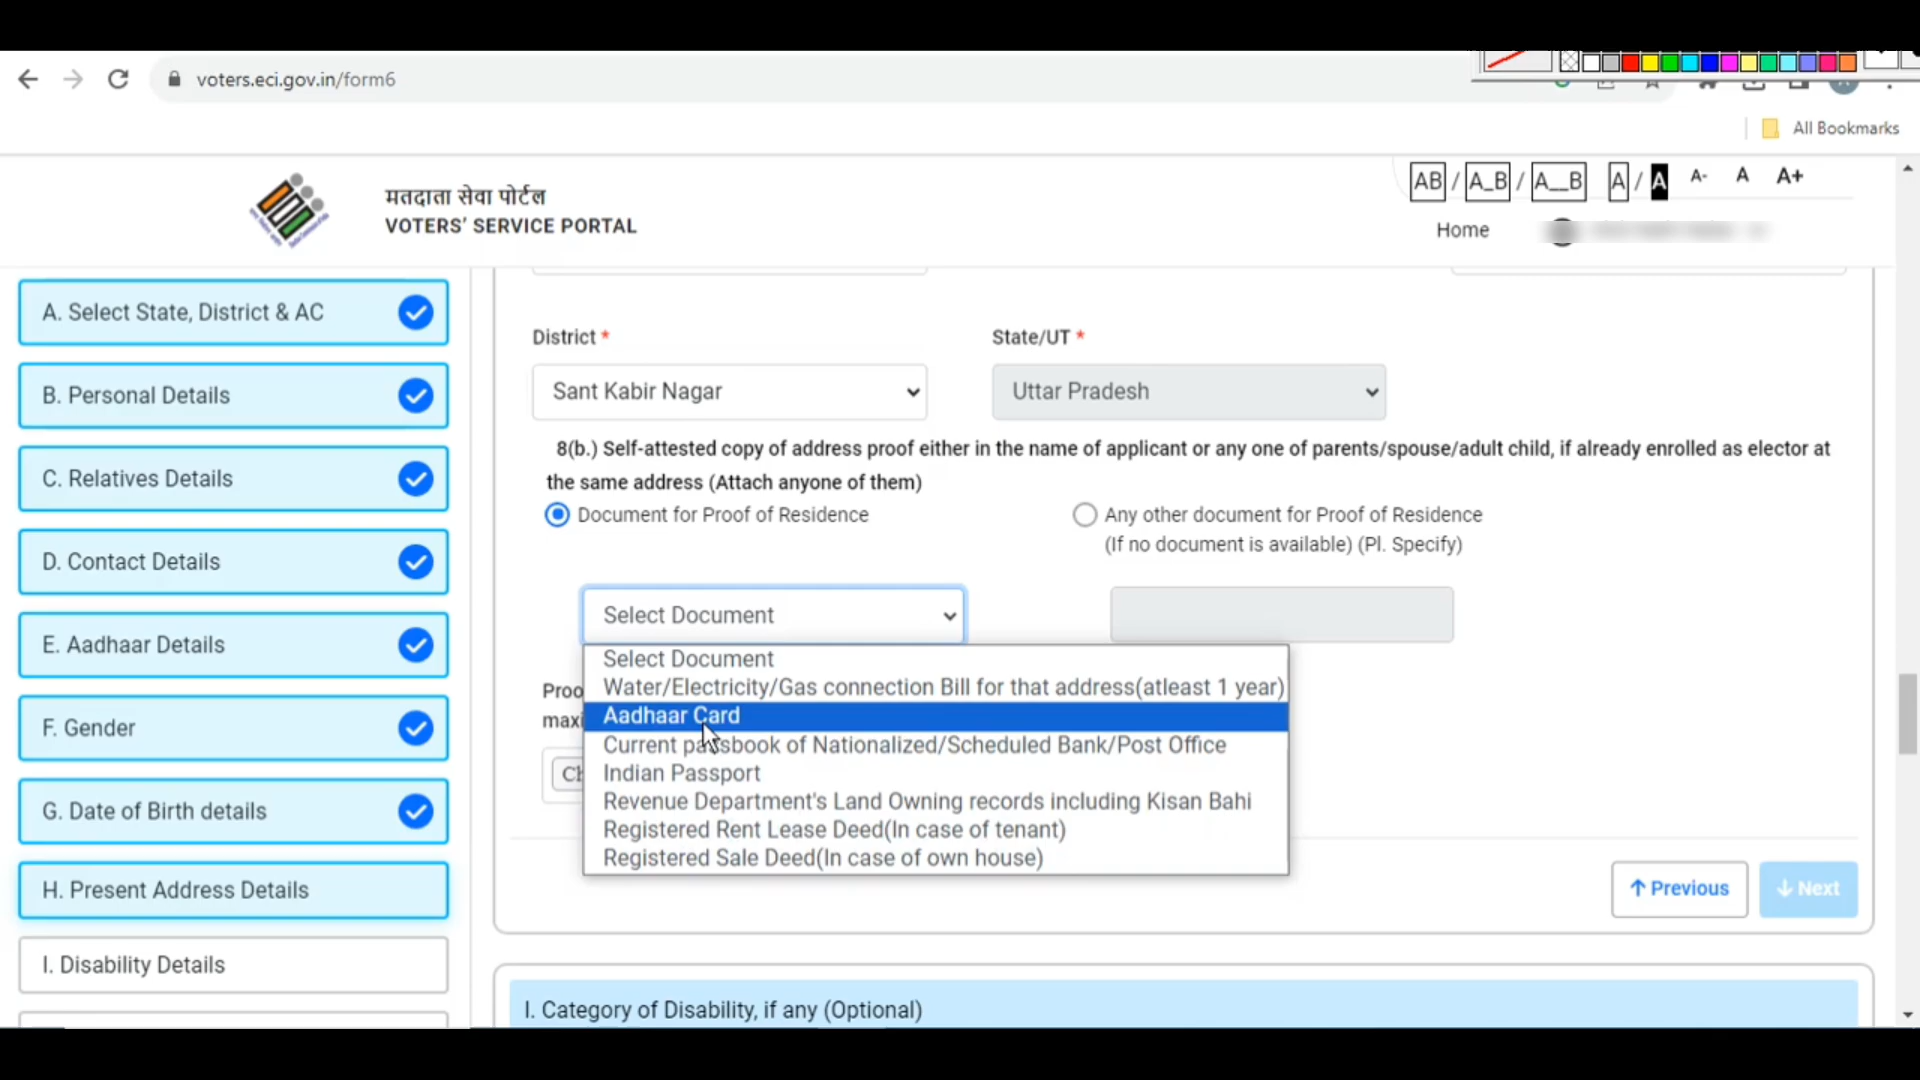 voters.eci.gov.in/form6
All Bookmarks
मतदाता सेवा पोर्टल
VOTERS' SERVICE PORTAL
AB / A_B / A__B A / A A- A A+
Home
A. Select State, District & AC
B. Personal Details
C. Relatives Details
D. Contact Details
E. Aadhaar Details
F. Gender
G. Date of Birth details
H. Present Address Details
I. Disability Details
District *
State/UT *
Sant Kabir Nagar
Uttar Pradesh
8(b.) Self-attested copy of address proof either in the name of applicant or any one of parents/spouse/adult child, if already enrolled as elector at
the same address (Attach anyone of them)
Document for Proof of Residence
Any other document for Proof of Residence
(If no document is available) (Pl. Specify)
Select Document
Select Document
Water/Electricity/Gas connection Bill for that address(atleast 1 year)
Aadhaar Card
Current passbook of Nationalized/Scheduled Bank/Post Office
Indian Passport
Revenue Department's Land Owning records including Kisan Bahi
Registered Rent Lease Deed(In case of tenant)
Registered Sale Deed(In case of own house)
Previous
Next
I. Category of Disability, if any (Optional)